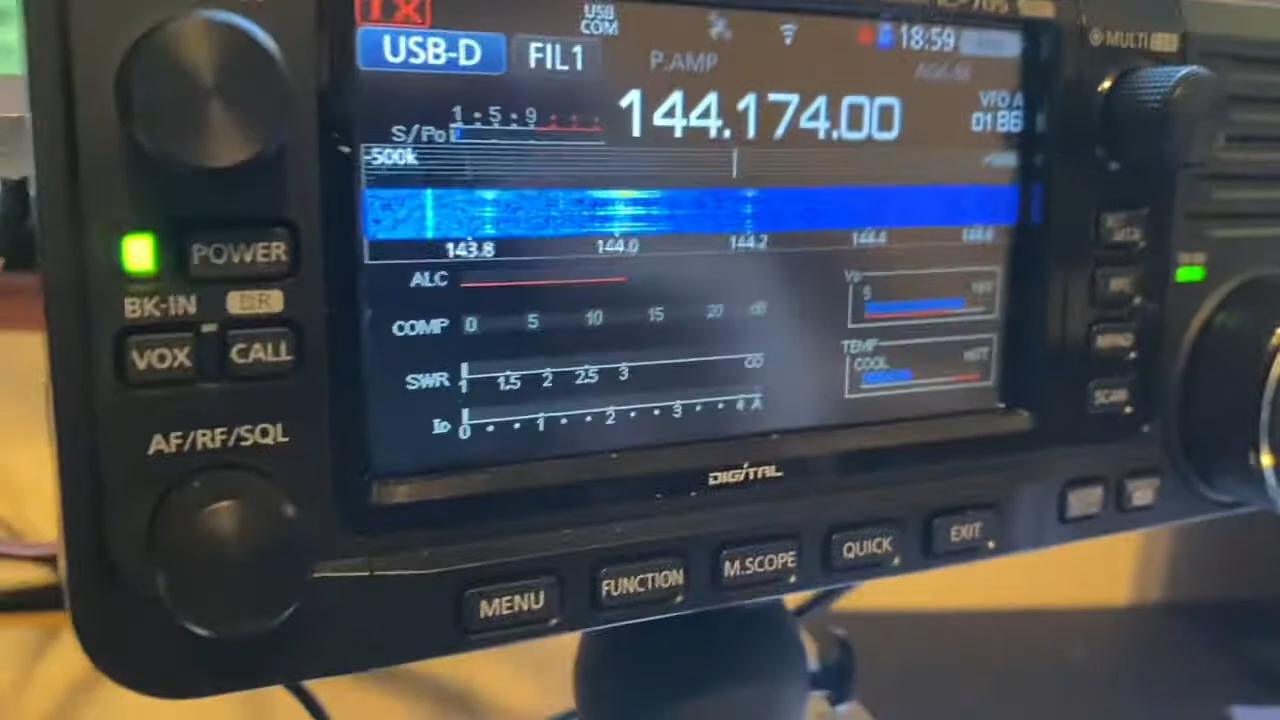 IC-705
TX
USB
COM
18:59
MULTI
USB-D
FIL1
P.AMP
1 · 5 · 9
144.174.00
VFO A
0186
S/Po
-500k
143.8
144.0
144.2
144.4
ALC
COMP 0 5 10 15 20 dB
SWR 1 1.5 2 2.5 3 ∞
TEMP
COOL
0 1 2 3 4 A
POWER
BK-IN
VOX
CALL
AF/RF/SQL
DIGITAL
MENU
FUNCTION
M.SCOPE
QUICK
EXIT